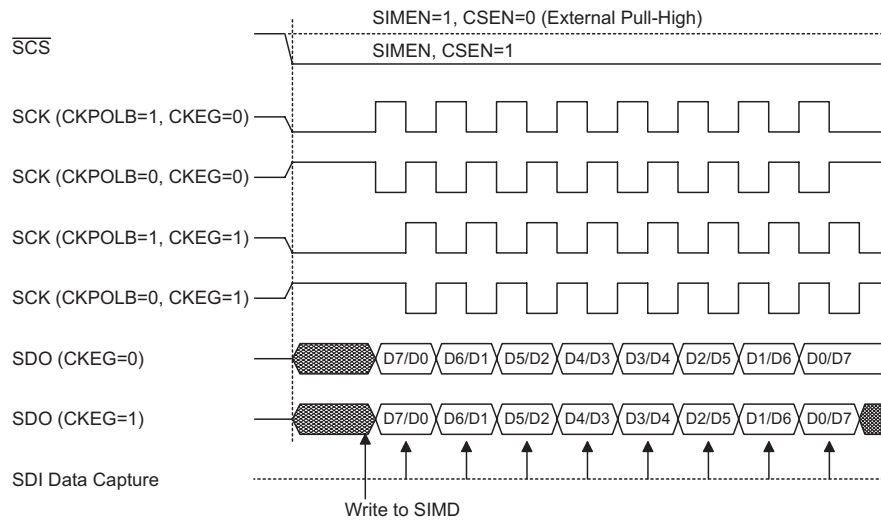 SIMEN=1, CSEN=0 (External Pull-High)
SCS
SIMEN, CSEN=1
SCK (CKPOLB=1, CKEG=0)
SCK (CKPOLB=0, CKEG=0)
SCK (CKPOLB=1, CKEG=1)
SCK (CKPOLB=0, CKEG=1)
SDO (CKEG=0) D7/D0 D6/D1 D5/D2 D4/D3 D3/D4 D2/D5 D1/D6 D0/D7
SDO (CKEG=1) D7/D0 D6/D1 D5/D2 D4/D3 D3/D4 D2/D5 D1/D6 D0/D7
SDI Data Capture
Write to SIMD